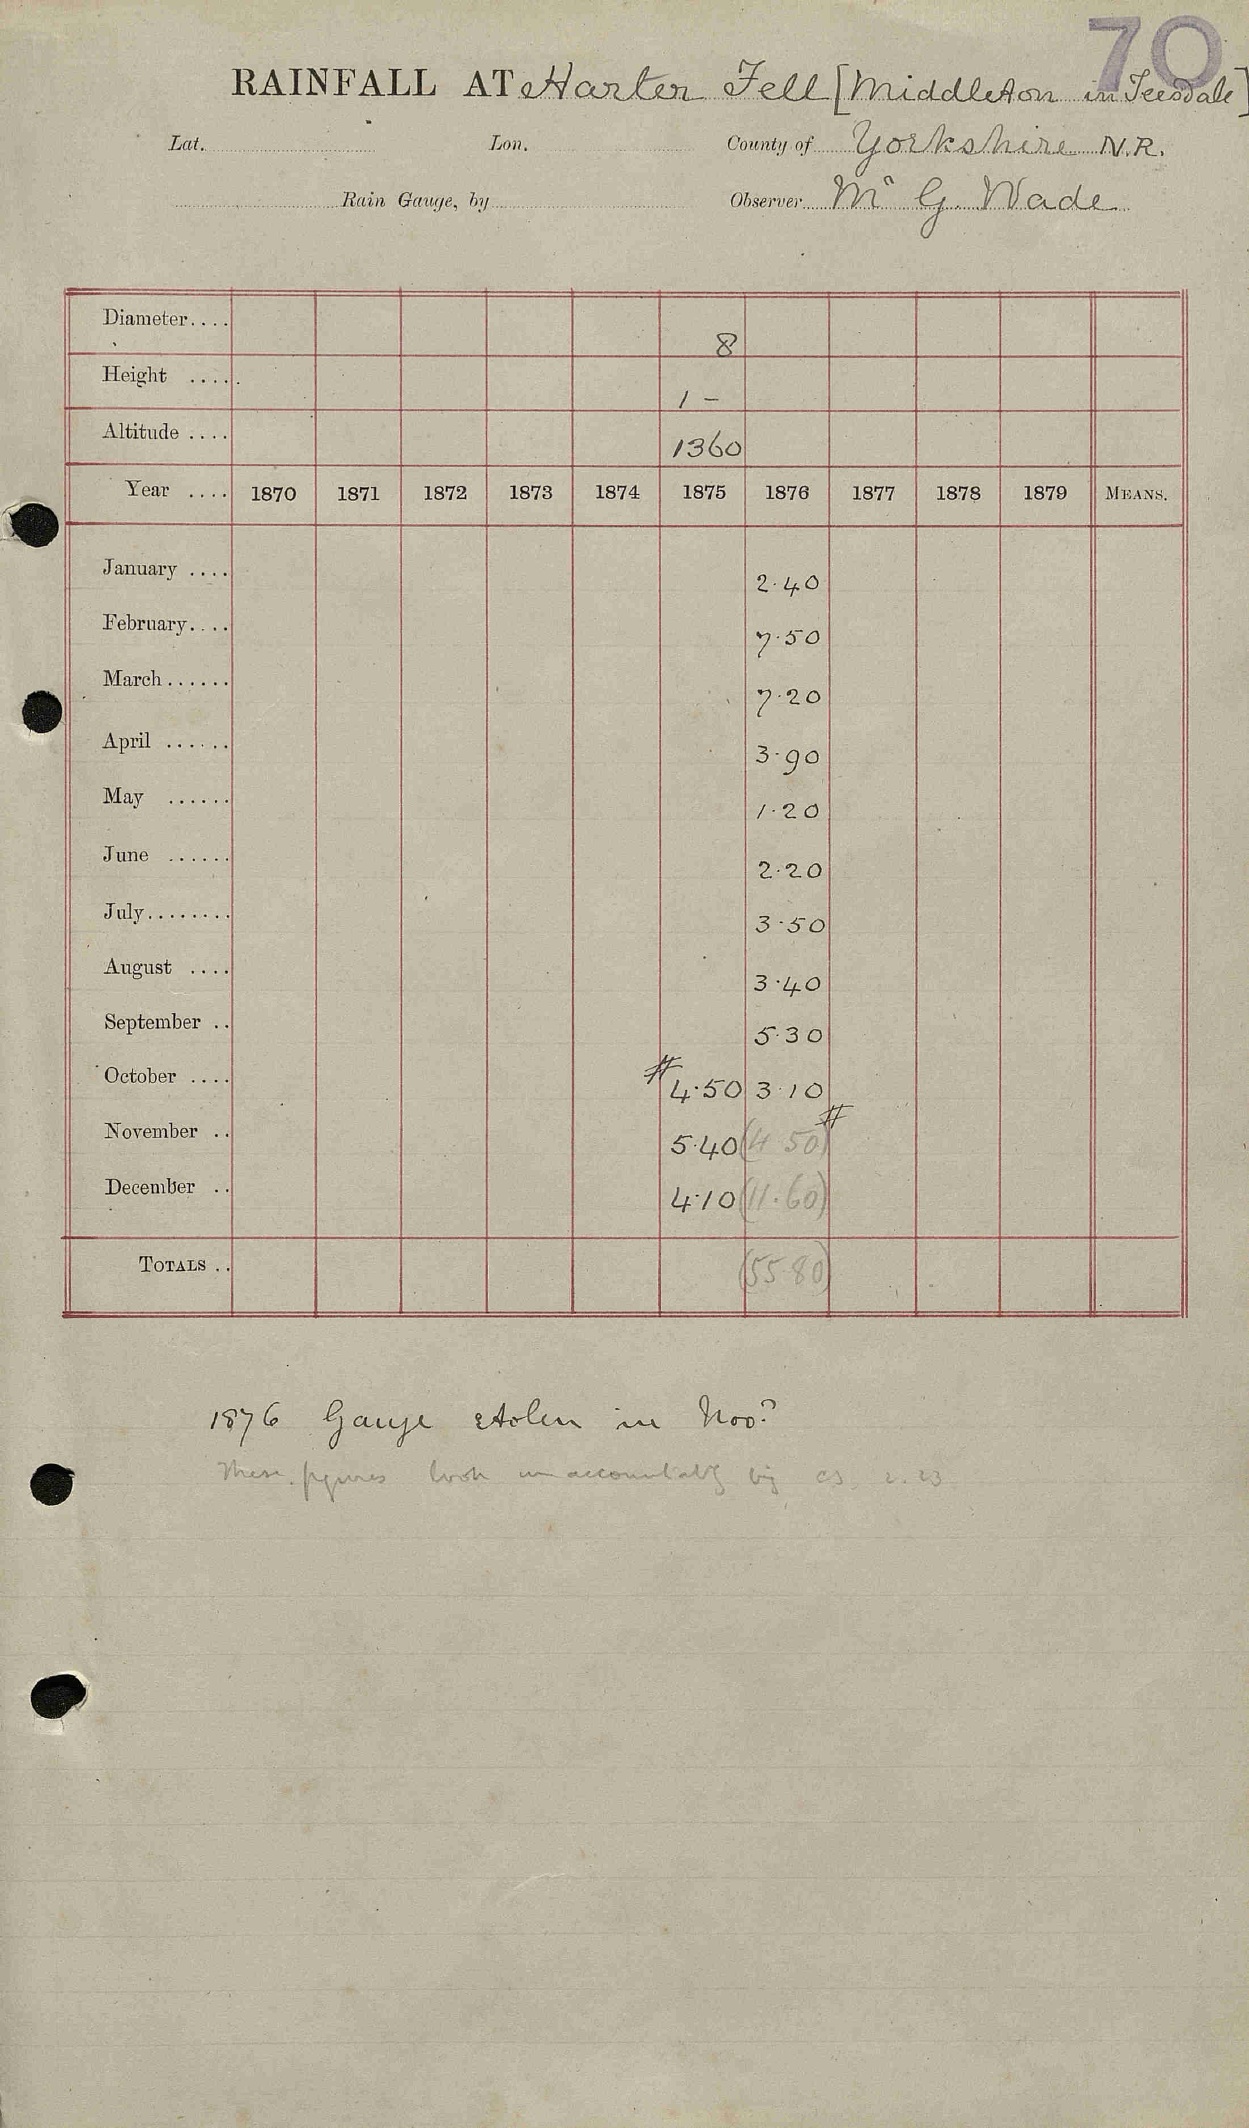 70
RAINFALL AT Harter Fell [Middleton in Teesdale]
Lat. Lon. County of Yorkshire N.R.
Rain Gauge, by Observer Mr G. Wade
Diameter.... 8
Height .... 1 –
Altitude .... 1360
Year .... 1870 1871 1872 1873 1874 1875 1876 1877 1878 1879 MEANS.
January .... 2.40
February.... 7.50
March...... 7.20
April ...... 3.90
May ...... 1.20
June ...... 2.20
July........ 3.50
August .... 3.40
September .. 5.30
October .... # 4.50 3.10
November .. 5.40 (4 50) #
December .. 4.10 (11.60)
TOTALS .. (55 80)
1876 Gauge stolen in Nov?
These figures look unaccountably big 2.23